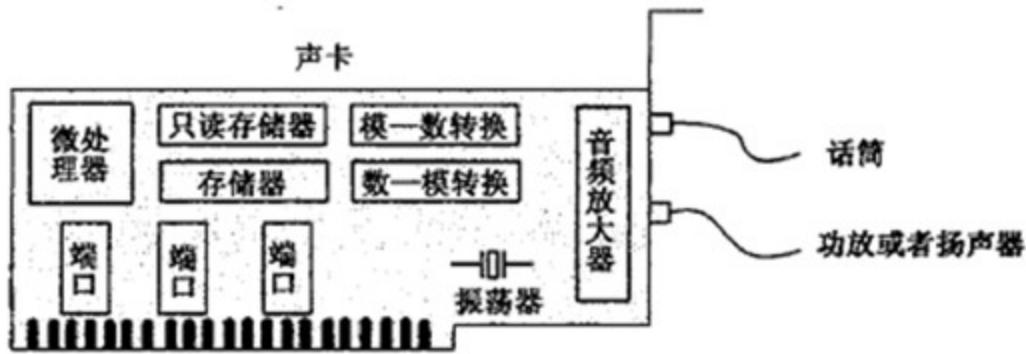 声卡
微处理器
只读存储器
模一数转换
存储器
数一模转换
音频放大器
话筒
功放或者扬声器
端口
端口
端口
振荡器